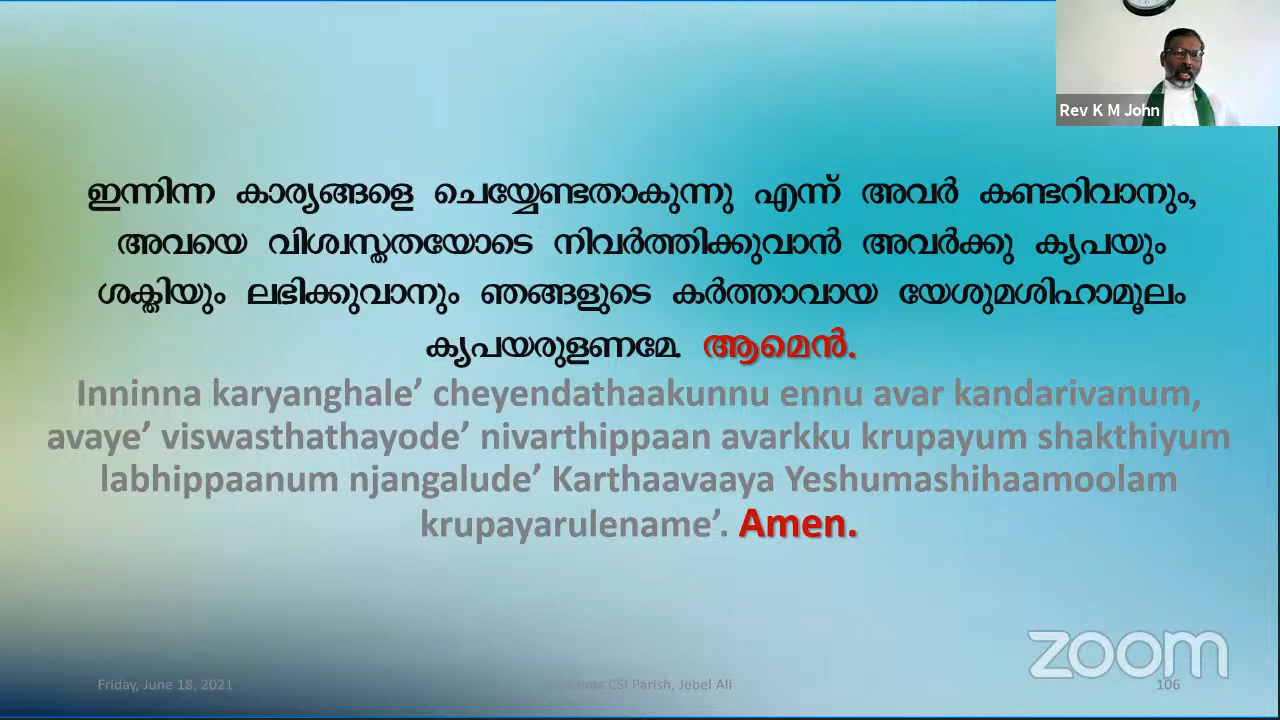 Rev K M John
ഇന്നിന്ന കാര്യങ്ങളെ ചെയ്യേണ്ടതാകുന്നു എന്ന് അവർ കണ്ടറിവാനും,
അവയെ വിശ്വസ്തതയോടെ നിവർത്തിക്കുവാൻ അവർക്കു കൃപയും
ശക്തിയും ലഭിക്കുവാനും ഞങ്ങളുടെ കർത്താവായ യേശുമശിഹാമൂലം
കൃപയരുളണമേ. ആമെൻ.
Inninna karyanghale’ cheyendathaakunnu ennu avar kandarivanum,
avaye’ viswasthathayode’ nivarthippaan avarkku krupayum shakthiyum
labhippaanum njangalude’ Karthaavaaya Yeshumashihaamoolam
krupayarulename’. Amen.
zoom
Friday, June 18, 2021 CSI Parish, Jebel Ali 106